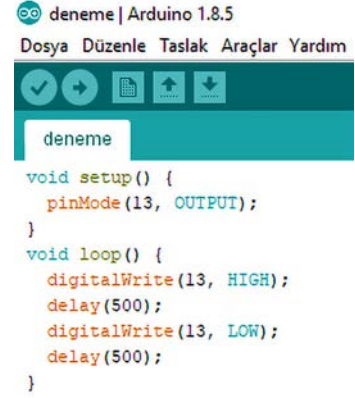 deneme | Arduino 1.8.5
Dosya Düzenle Taslak Araçlar Yardım
deneme
void setup() {
pinMode(13, OUTPUT);
}
void loop() {
digitalWrite(13, HIGH);
delay(500);
digitalWrite(13, LOW);
delay(500);
}